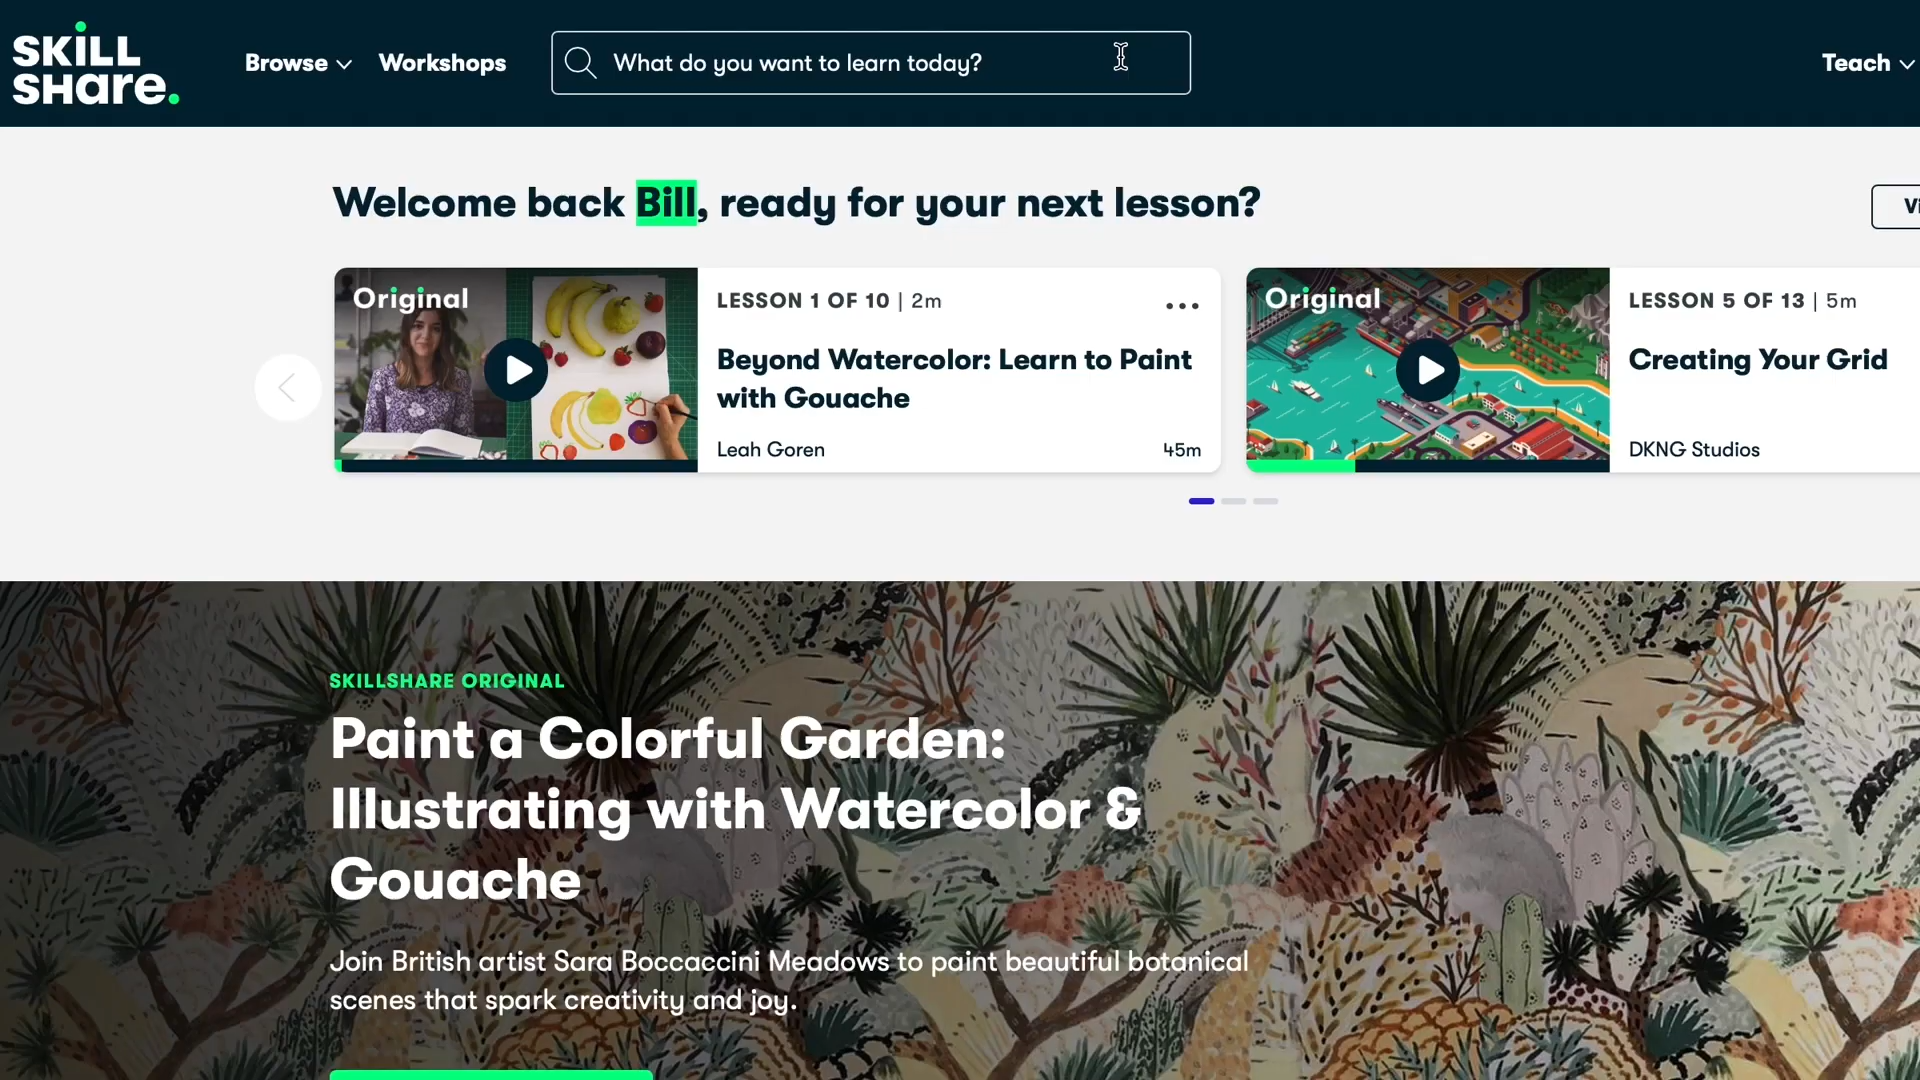 SKILL
SHare.
Browse
Workshops
What do you want to learn today?
Teach
Welcome back Bill, ready for your next lesson?
Vi
Original
LESSON 1 OF 10 | 2m
Beyond Watercolor: Learn to Paint
with Gouache
Leah Goren
45m
Original
LESSON 5 OF 13 | 5m
Creating Your Grid
DKNG Studios
SKILLSHARE ORIGINAL
Paint a Colorful Garden:
Illustrating with Watercolor &
Gouache
Join British artist Sara Boccaccini Meadows to paint beautiful botanical
scenes that spark creativity and joy.